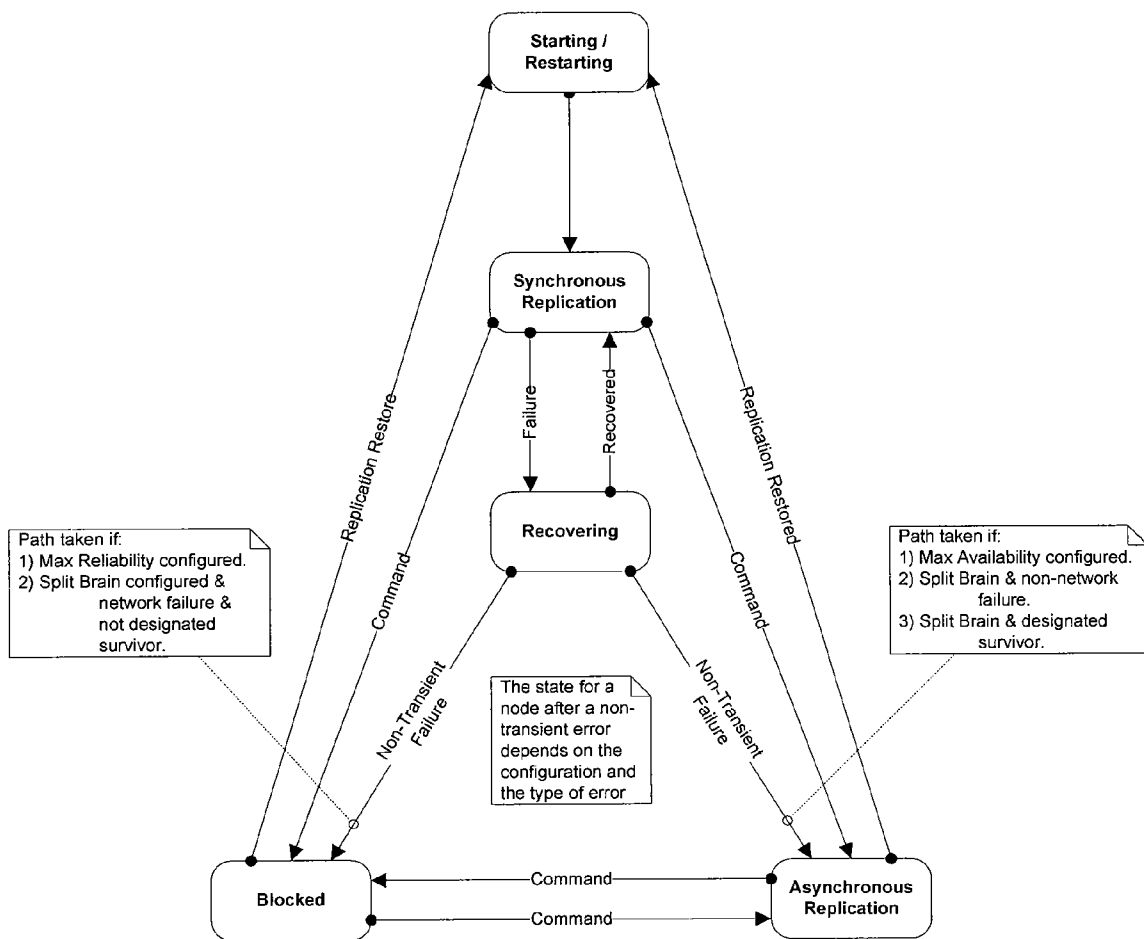 Starting /
Restarting
Synchronous
Replication
Replication Restore
Failure
Recovered
Replication Restored
Recovering
Command
Command
Path taken if:
1) Max Reliability configured.
2) Split Brain configured &
network failure &
not designated
survivor.
Path taken if:
1) Max Availability configured.
2) Split Brain & non-network
failure.
3) Split Brain & designated
survivor.
Non-Transient
Failure
The state for a
node after a non-
transient error
depends on the
configuration and
the type of error
Non-Transient
Failure
Blocked
Command
Command
Asynchronous
Replication